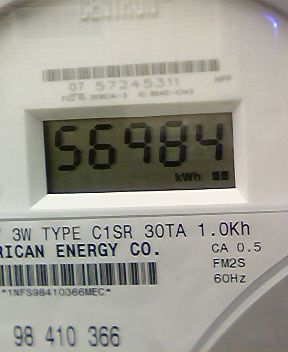 CENTRON
07 57245311
56984
kWh
3W TYPE C1SR 30TA 1.0Kh
RICAN ENERGY CO.
CA 0.5
FM2S
60Hz
*1NFS98410366MEC*
98 410 366